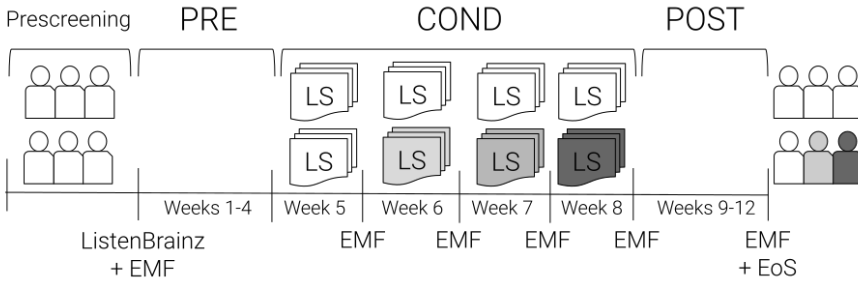 Prescreening PRE COND POST
LS LS LS LS
LS LS LS LS
Weeks 1-4 Week 5 Week 6 Week 7 Week 8 Weeks 9-12
ListenBrainz EMF EMF EMF EMF EMF
+ EMF + EoS